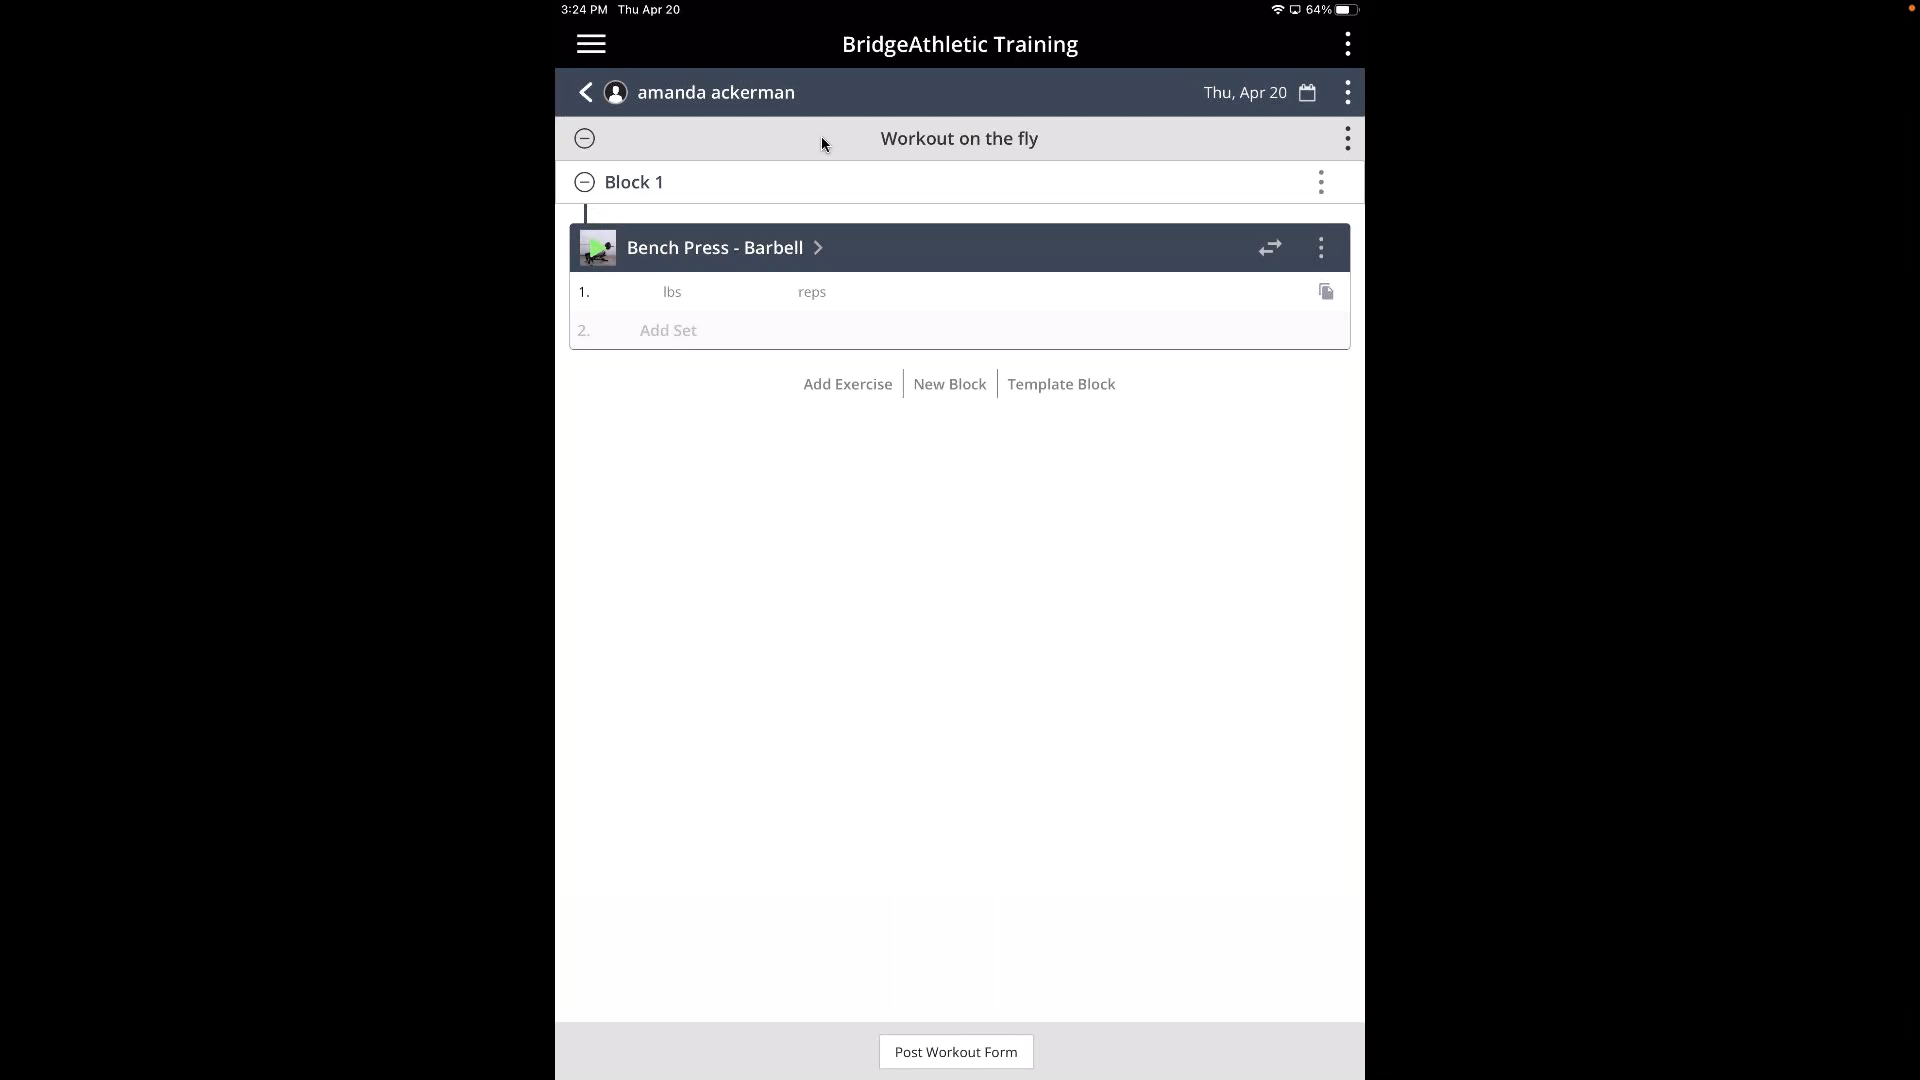 3:24 PM Thu Apr 20 64%
BridgeAthletic Training
amanda ackerman Thu, Apr 20
Workout on the fly
Block 1
Bench Press - Barbell
1. lbs reps
2. Add Set
Add Exercise New Block Template Block
Post Workout Form